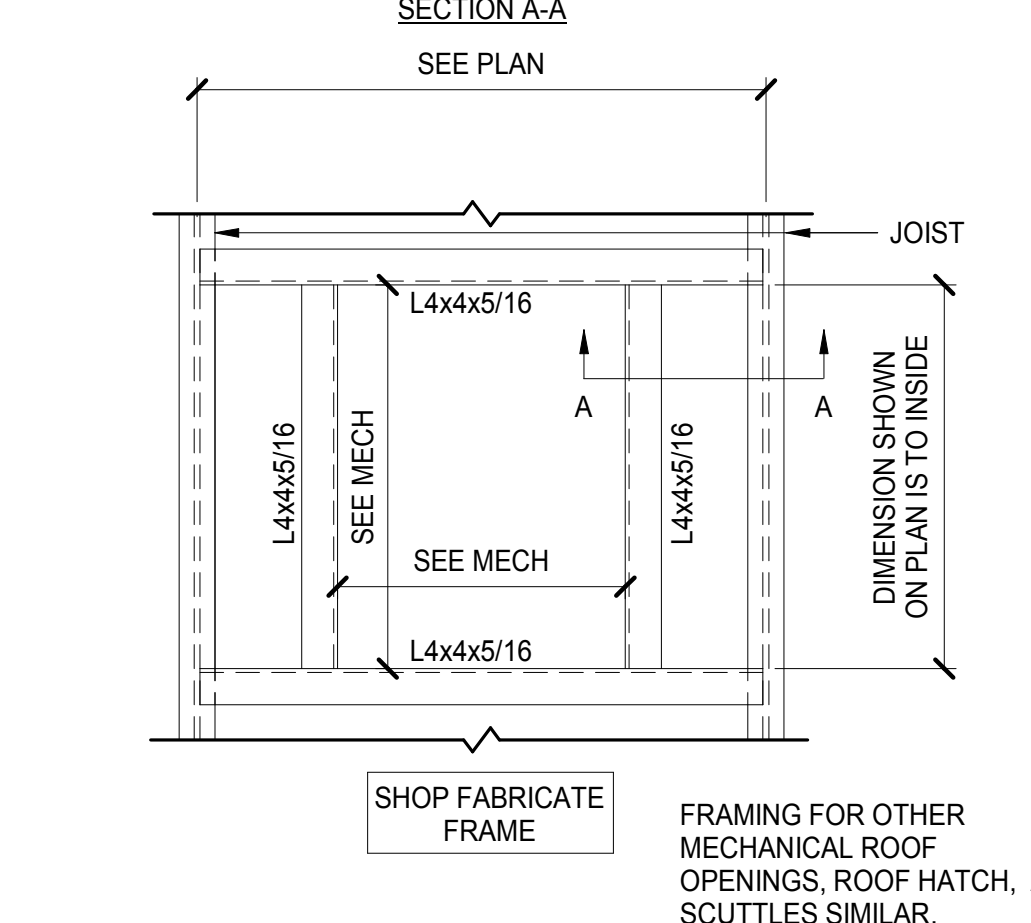 SECTION A-A
SEE PLAN
JOIST
L4x4x5/16
A
A
L4x4x5/16
SEE MECH
L4x4x5/16
DIMENSION SHOWN
ON PLAN IS TO INSIDE
SEE MECH
L4x4x5/16
SHOP FABRICATE
FRAME
FRAMING FOR OTHER
MECHANICAL ROOF
OPENINGS, ROOF HATCH,
SCUTTLES SIMILAR.